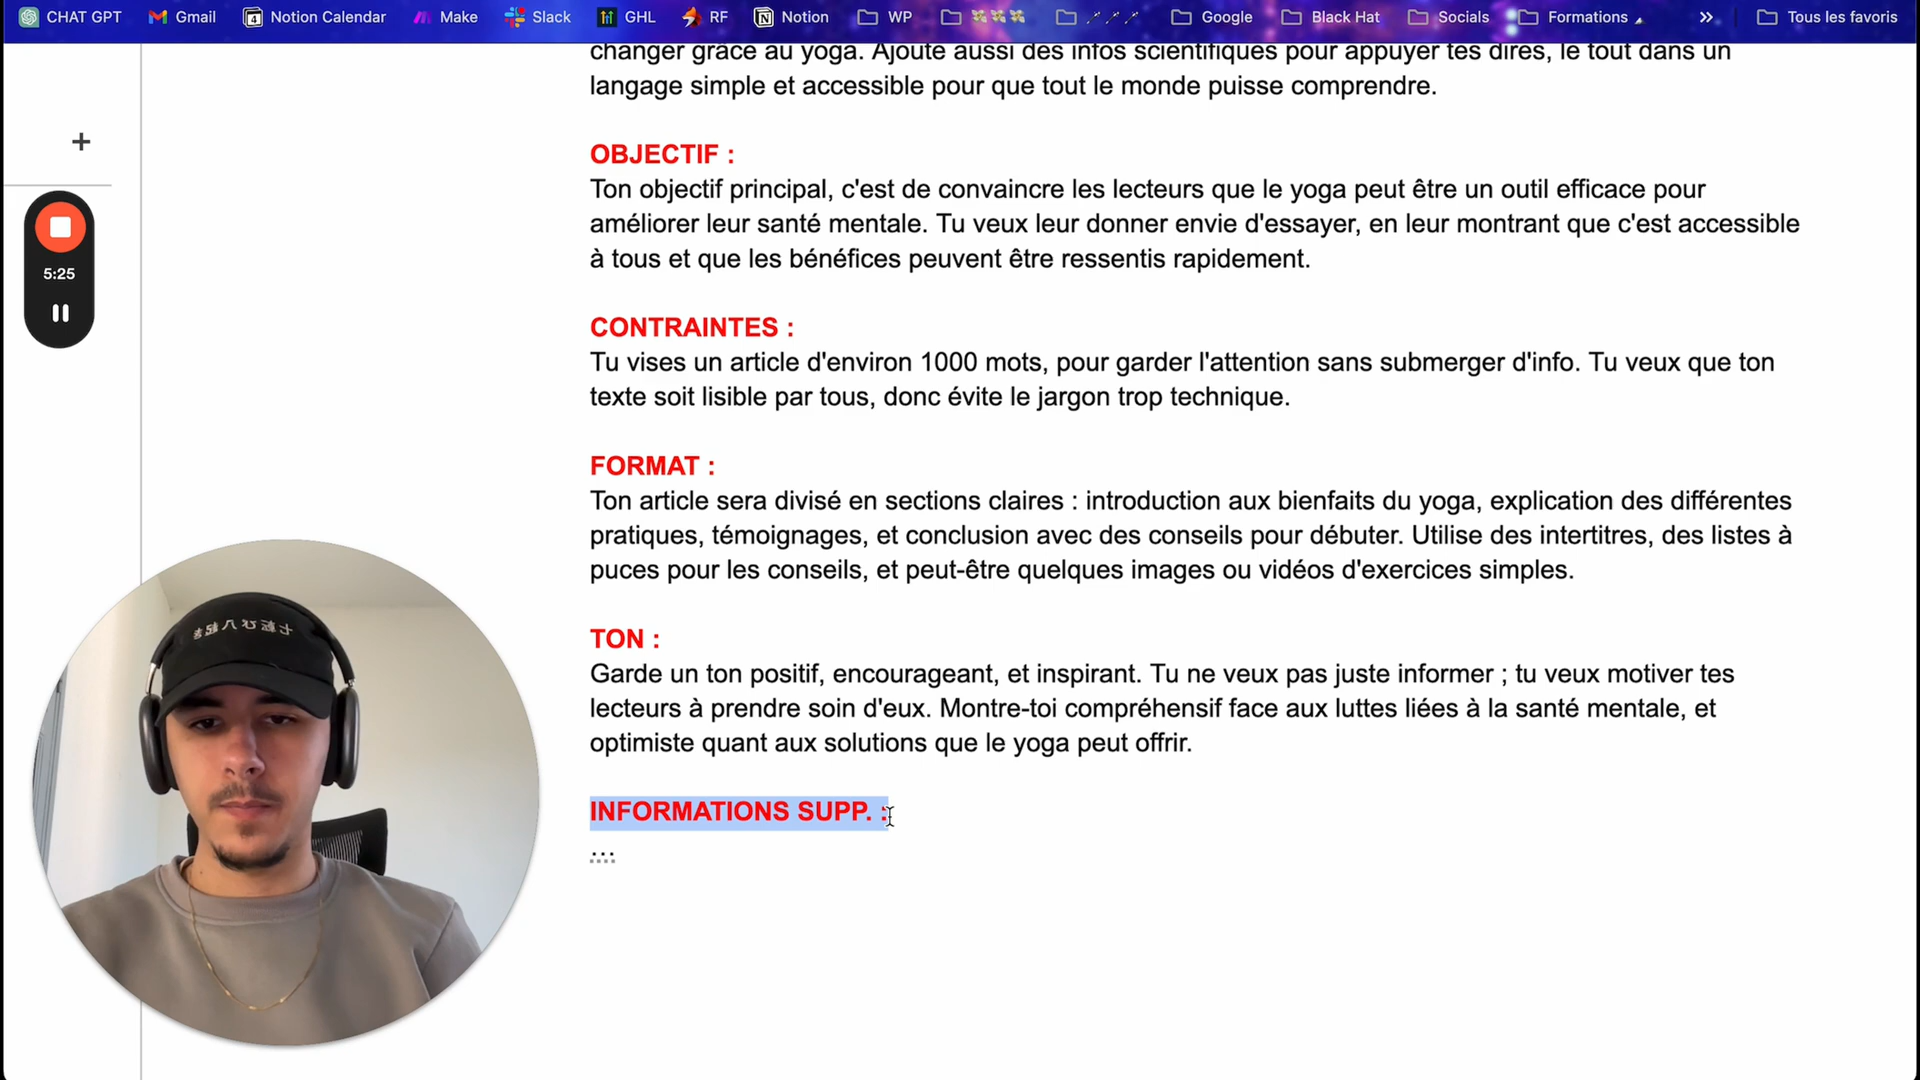 CHAT GPT Gmail Notion Calendar Make Slack GHL RF Notion WP Google Black Hat Socials Formations » Tous les favoris
changer grâce au yoga. Ajoute aussi des infos scientifiques pour appuyer tes dires, le tout dans un
langage simple et accessible pour que tout le monde puisse comprendre.
OBJECTIF :
Ton objectif principal, c'est de convaincre les lecteurs que le yoga peut être un outil efficace pour
améliorer leur santé mentale. Tu veux leur donner envie d'essayer, en leur montrant que c'est accessible
à tous et que les bénéfices peuvent être ressentis rapidement.
5:25
CONTRAINTES :
Tu vises un article d'environ 1000 mots, pour garder l'attention sans submerger d'info. Tu veux que ton
texte soit lisible par tous, donc évite le jargon trop technique.
FORMAT :
Ton article sera divisé en sections claires : introduction aux bienfaits du yoga, explication des différentes
pratiques, témoignages, et conclusion avec des conseils pour débuter. Utilise des intertitres, des listes à
puces pour les conseils, et peut-être quelques images ou vidéos d'exercices simples.
TON :
Garde un ton positif, encourageant, et inspirant. Tu ne veux pas juste informer ; tu veux motiver tes
lecteurs à prendre soin d'eux. Montre-toi compréhensif face aux luttes liées à la santé mentale, et
optimiste quant aux solutions que le yoga peut offrir.
INFORMATIONS SUPP. :
...